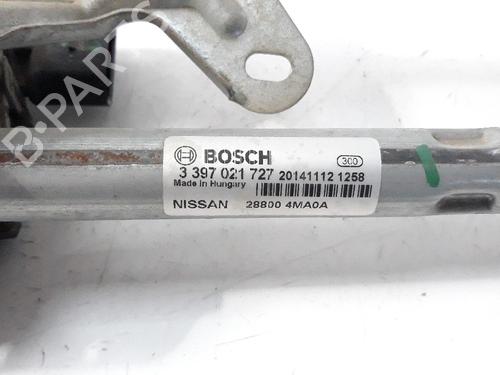 B-PARTS
BOSCH
300
3 397 021 727 20141112 1258
Made in Hungary
NISSAN 28800 4MA0A